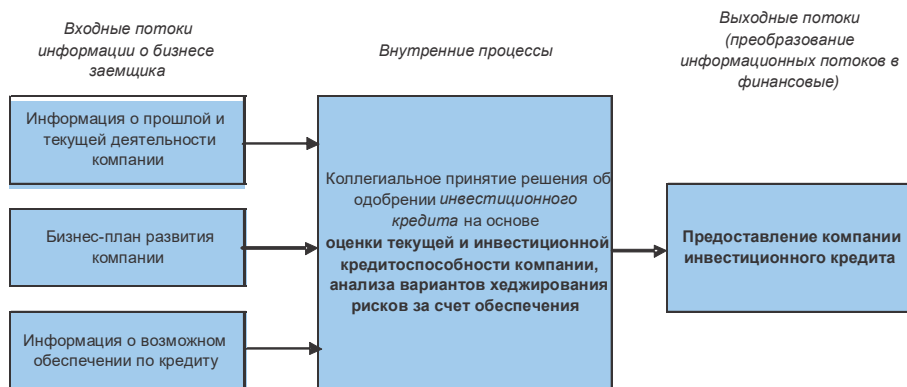 Входные потоки
информации о бизнесе
заемщика
Внутренние процессы
Выходные потоки
(преобразование
информационных потоков в
финансовые)
Информация о прошлой и
текущей деятельности
компании
Бизнес-план развития
компании
Информация о возможном
обеспечении по кредиту
Коллегиальное принятие решения об
одобрении инвестиционного
кредита на основе
оценки текущей и инвестиционной
кредитоспособности компании,
анализа вариантов хеджирования
рисков за счет обеспечения
Предоставление компании
инвестиционного кредита